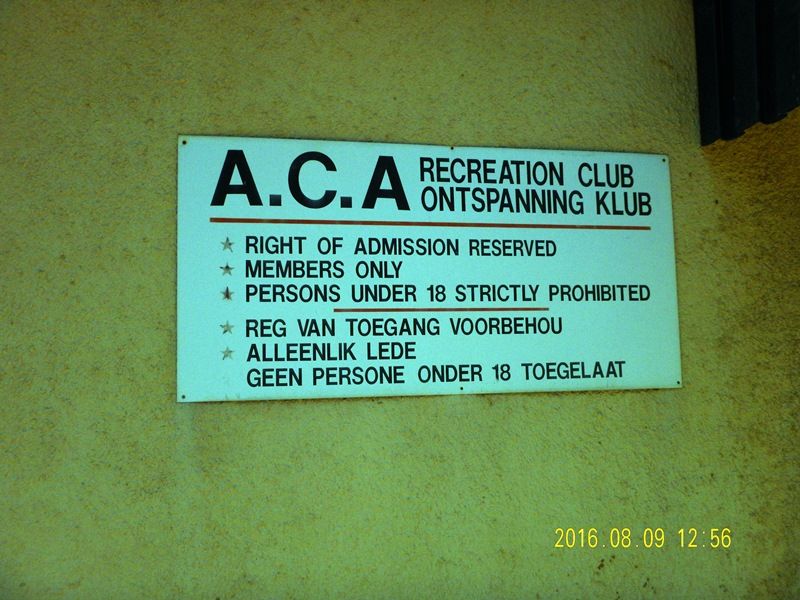 A.C.A RECREATION CLUB
ONTSPANNING KLUB
★ RIGHT OF ADMISSION RESERVED
★ MEMBERS ONLY
★ PERSONS UNDER 18 STRICTLY PROHIBITED
★ REG VAN TOEGANG VOORBEHOU
★ ALLEENLIK LEDE
GEEN PERSONE ONDER 18 TOEGELAAT
2016.08.09 12:56